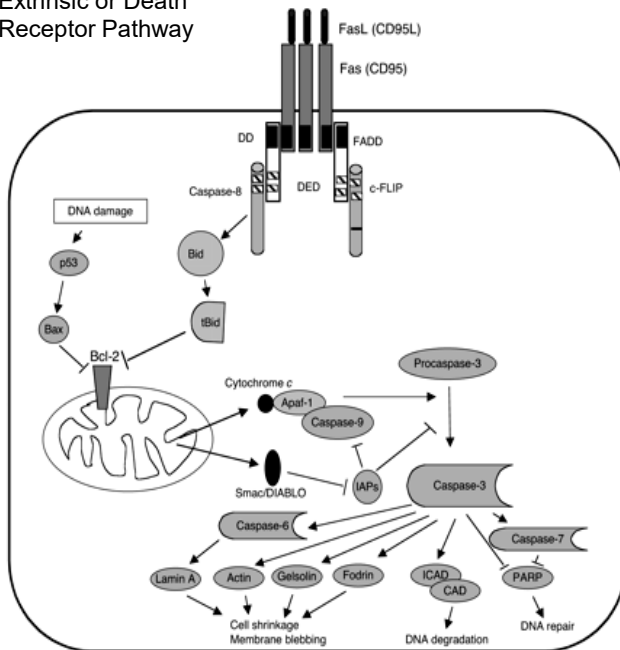 Extrinsic or Death
Receptor Pathway
FasL (CD95L)
Fas (CD95)
DD
FADD
Caspase-8
DED
c-FLIP
DNA damage
Bid
p53
tBid
Bax
Bcl-2
Procaspase-3
Cytochrome c
Apaf-1
Caspase-9
Smac/DIABLO
IAPs
Caspase-3
Caspase-6
Caspase-7
Lamin A
Actin
Gelsolin
Fodrin
ICAD
CAD
PARP
Cell shrinkage
Membrane blebbing
DNA degradation
DNA repair